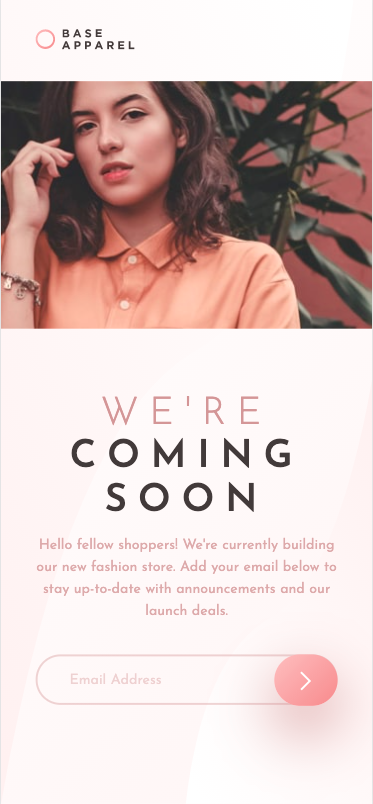 BASE
APPAREL
WE'RE
COMING
SOON
Hello fellow shoppers! We're currently building
our new fashion store. Add your email below to
stay up-to-date with announcements and our
launch deals.
Email Address